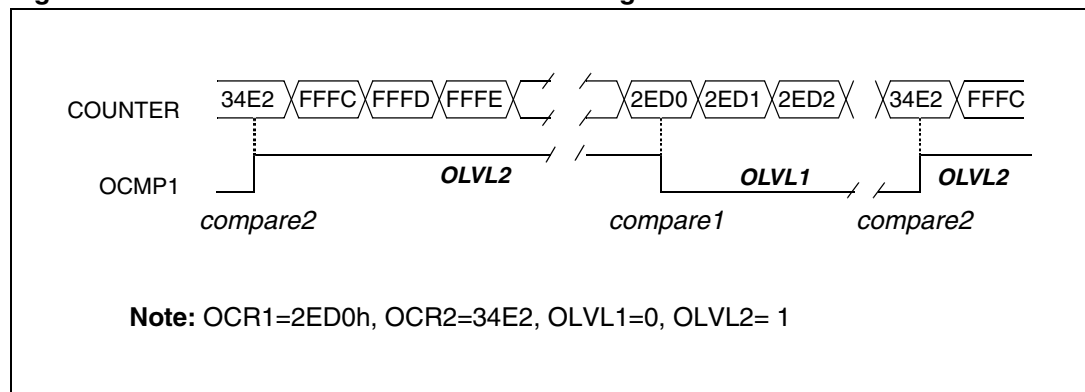 COUNTER 34E2 FFFC FFFD FFFE 2ED0 2ED1 2ED2 34E2 FFFC
OCMP1 OLVL2 OLVL1 OLVL2
compare2 compare1 compare2
Note: OCR1=2ED0h, OCR2=34E2, OLVL1=0, OLVL2= 1